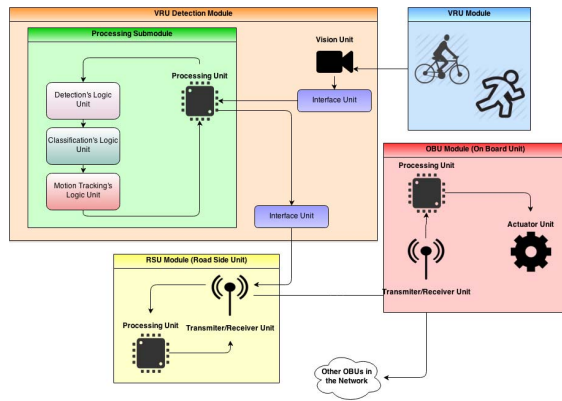 VRU Detection Module
VRU Module
Processing Submodule
Vision Unit
Processing Unit
Detection's Logic
Unit
Interface Unit
Classification's Logic
Unit
OBU Module (On Board Unit)
Processing Unit
Motion Tracking's
Logic Unit
Interface Unit
Actuator Unit
RSU Module (Road Side Unit)
Transmiter/Receiver Unit
Processing Unit
Transmiter/Receiver Unit
Other OBUs in
the Network